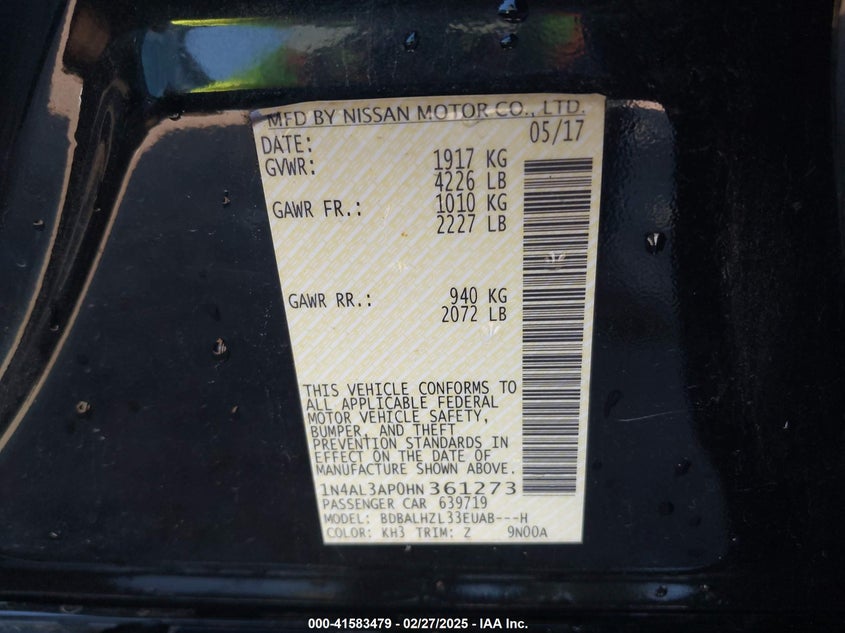 MFD BY NISSAN MOTOR CO., LTD.
DATE: 05/17
GVWR: 1917 KG
4226 LB
GAWR FR.: 1010 KG
2227 LB
GAWR RR.: 940 KG
2072 LB
THIS VEHICLE CONFORMS TO
ALL APPLICABLE FEDERAL
MOTOR VEHICLE SAFETY,
BUMPER, AND THEFT
PREVENTION STANDARDS IN
EFFECT ON THE DATE OF
MANUFACTURE SHOWN ABOVE.
1N4AL3AP0HN361273
PASSENGER CAR 639719
MODEL: BDBALHZL33EUAB---H
COLOR: KH3 TRIM: Z 9N00A
000-41583479 - 02/27/2025 - IAA Inc.